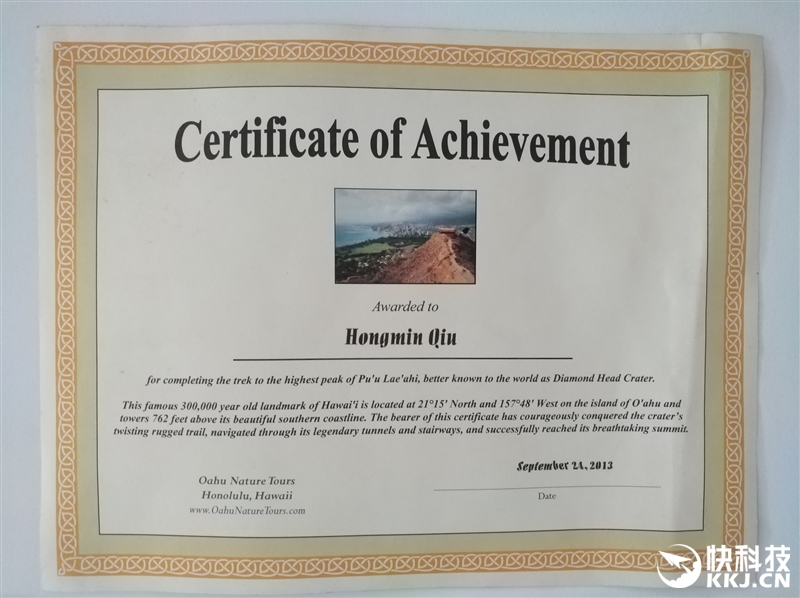 Certificate of Achievement
Awarded to
Hongmin Qiu
for completing the trek to the highest peak of Pu'u Lae'ahi, better known to the world as Diamond Head Crater.
This famous 300,000 year old landmark of Hawai'i is located at 21°15' North and 157°48' West on the island of O'ahu and
towers 762 feet above its beautiful southern coastline. The bearer of this certificate has courageously conquered the crater's
twisting rugged trail, navigated through its legendary tunnels and stairways, and successfully reached its breathtaking summit.
September 24, 2013
Date
Oahu Nature Tours
Honolulu, Hawaii
www.OahuNatureTours.com
快科技
KKJ.CN